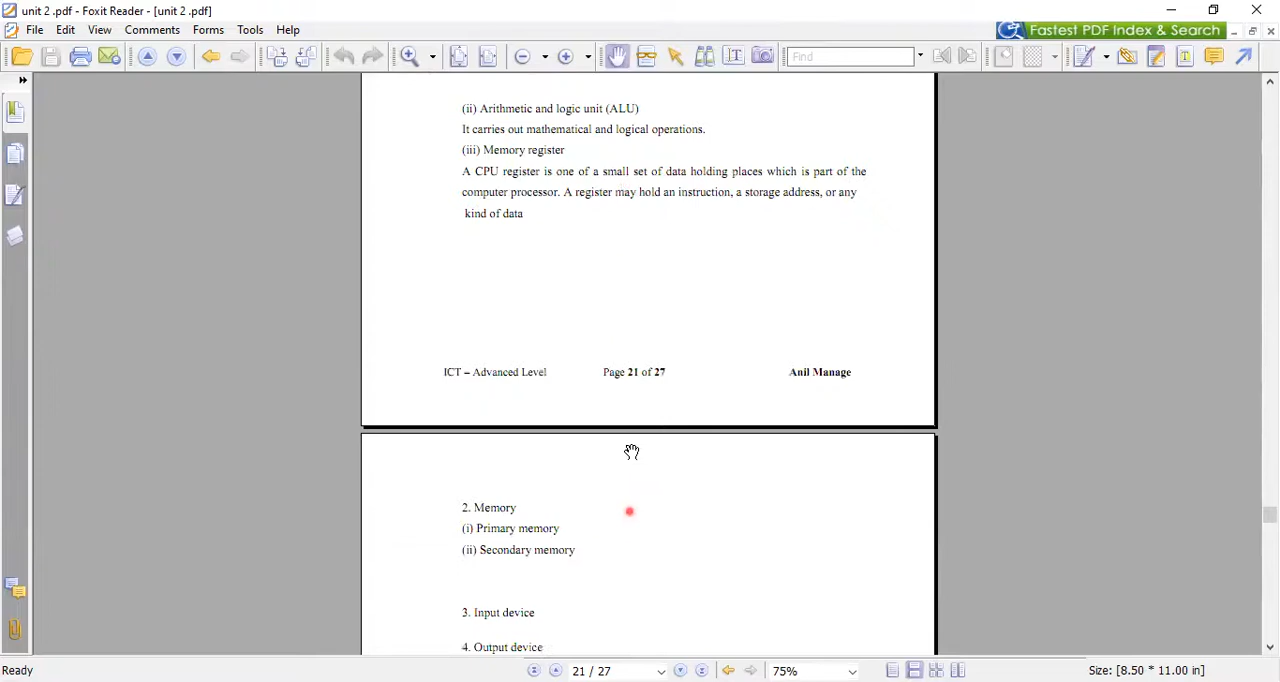 unit 2 .pdf - Foxit Reader - [unit 2 .pdf]
File Edit View Comments Forms Tools Help
Fastest PDF Index & Search
Find
(ii) Arithmetic and logic unit (ALU)
It carries out mathematical and logical operations.
(iii) Memory register
A CPU register is one of a small set of data holding places which is part of the
computer processor. A register may hold an instruction, a storage address, or any
kind of data
ICT – Advanced Level Page 21 of 27 Anil Manage
2. Memory
(i) Primary memory
(ii) Secondary memory
3. Input device
4. Output device
Ready 21 / 27 75% Size: [8.50 * 11.00 in]